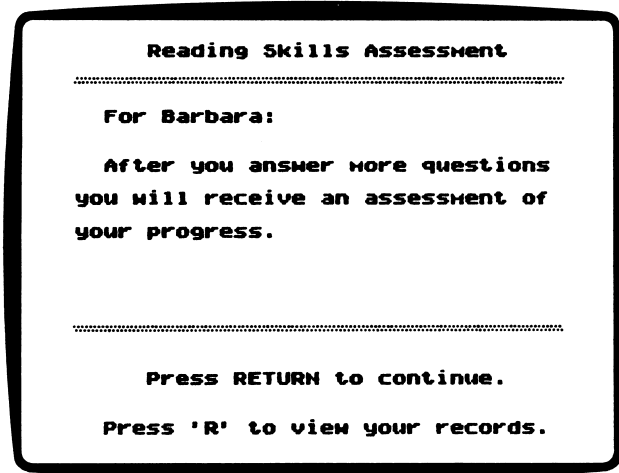 Reading Skills Assessment
For Barbara:
After you answer more questions
you will receive an assessment of
your progress.
Press RETURN to continue.
Press 'R' to view your records.